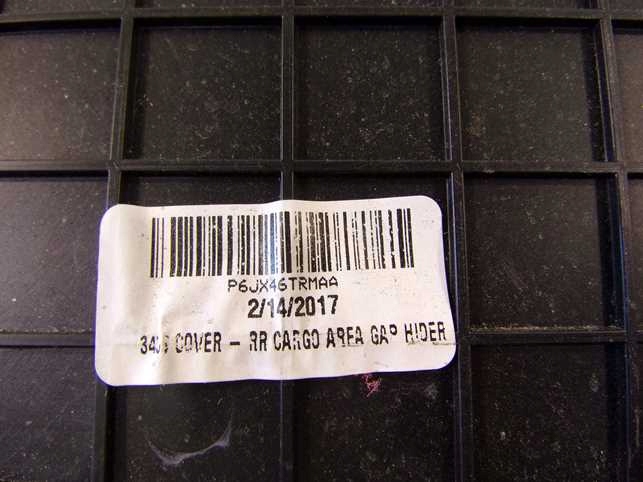 P6JX46TRMAA
2/14/2017
COVER - RR CARGO AREA GAP HIDER